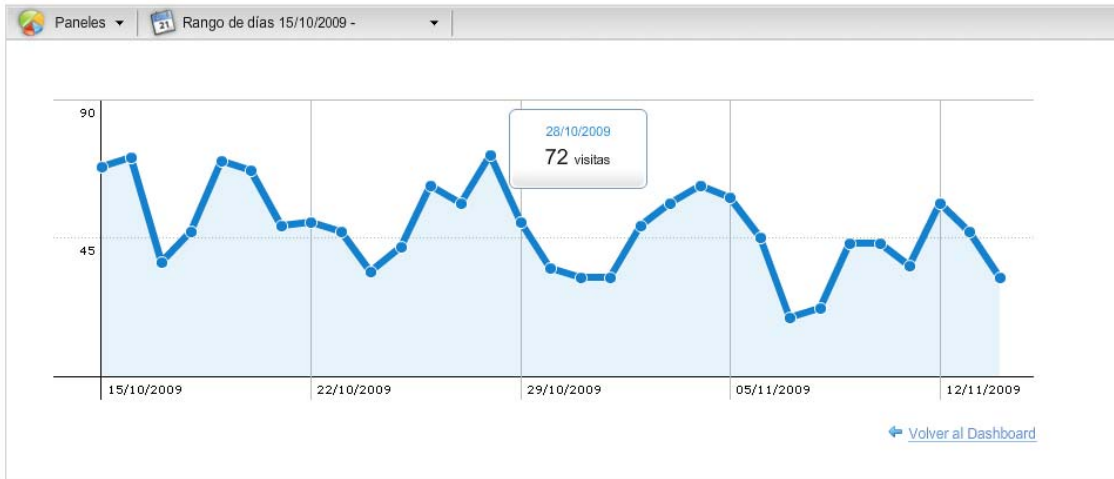 Paneles
21
Rango de días 15/10/2009 -
90
28/10/2009
72 visitas
45
15/10/2009
22/10/2009
29/10/2009
05/11/2009
12/11/2009
Volver al Dashboard